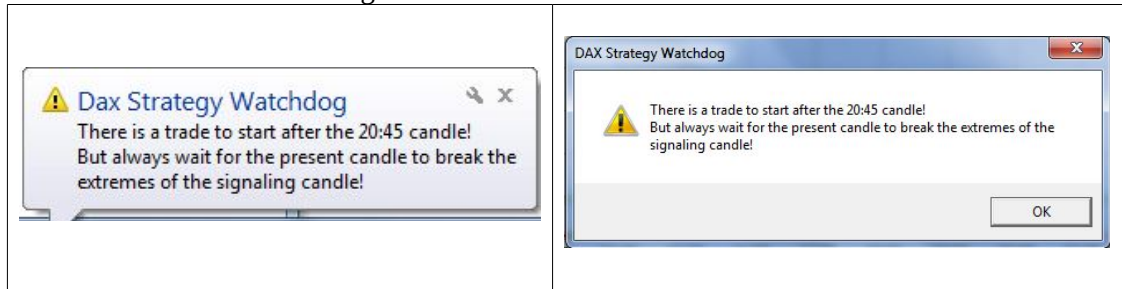 Dax Strategy Watchdog
There is a trade to start after the 20:45 candle!
But always wait for the present candle to break the
extremes of the signaling candle!
DAX Strategy Watchdog
There is a trade to start after the 20:45 candle!
But always wait for the present candle to break the extremes of the
signaling candle!
OK